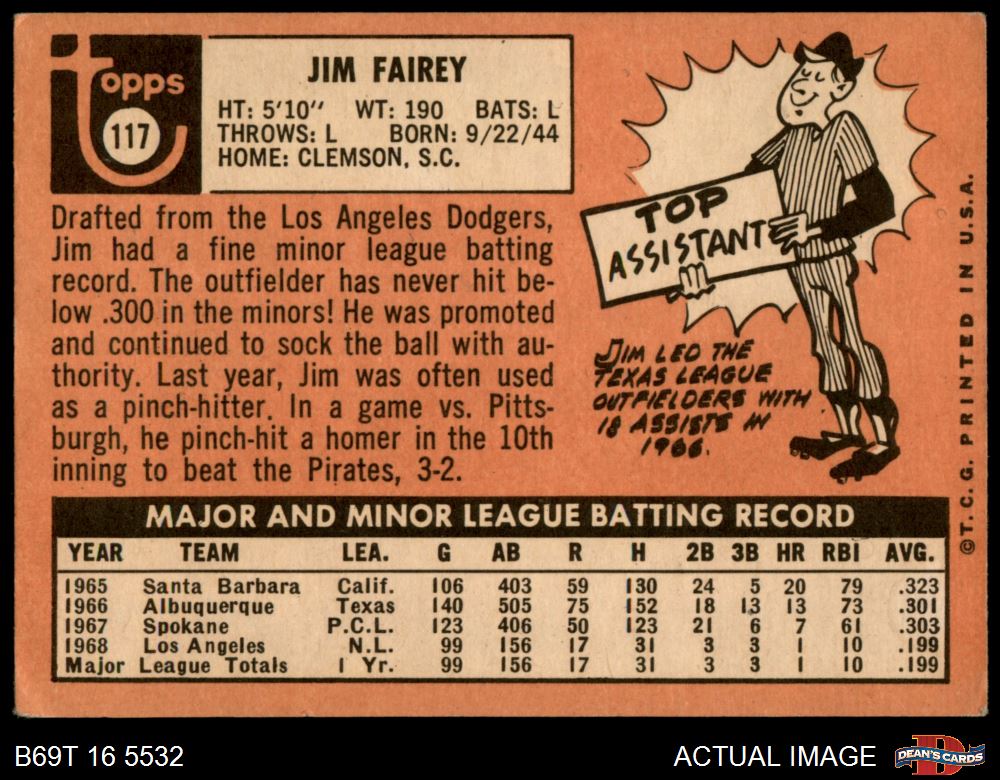 Topps
117
JIM FAIREY
HT: 5'10" WT: 190 BATS: L
THROWS: L BORN: 9/22/44
HOME: CLEMSON, S.C.
Drafted from the Los Angeles Dodgers,
Jim had a fine minor league batting
record. The outfielder has never hit be-
low .300 in the minors! He was promoted
and continued to sock the ball with au-
thority. Last year, Jim was often used
as a pinch-hitter. In a game vs. Pitts-
burgh, he pinch-hit a homer in the 10th
inning to beat the Pirates, 3-2.
TOP
ASSISTANT
JIM LED THE
TEXAS LEAGUE
OUTFIELDERS WITH
18 ASSISTS IN
1966.
©T.C.G. PRINTED IN U.S.A.
MAJOR AND MINOR LEAGUE BATTING RECORD
YEAR TEAM LEA. G AB R H 2B 3B HR RBI AVG.
1965 Santa Barbara Calif. 106 403 59 130 24 5 20 79 .323
1966 Albuquerque Texas 140 505 75 152 18 13 13 73 .301
1967 Spokane P.C.L. 123 406 50 123 21 6 7 61 .303
1968 Los Angeles N.L. 99 156 17 31 3 3 1 10 .199
Major League Totals 1 Yr. 99 156 17 31 3 3 1 10 .199
B69T 16 5532
ACTUAL IMAGE
D
DEAN'S CARDS